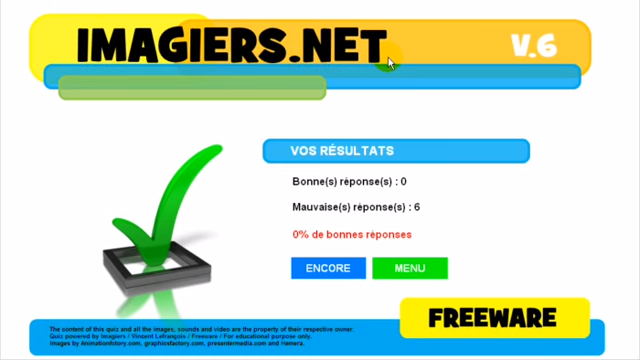 IMAGIERS.NET
V.6
VOS RÉSULTATS
Bonne(s) réponse(s) : 0
Mauvaise(s) réponse(s) : 6
0% de bonnes réponses
ENCORE
MENU
FREEWARE
The content of this quiz and all the images, sounds and video are the property of their respective owner.
Quiz powered by Imagiers / Vincent Lefrançois / Freeware / For educational purpose only.
Images by Animationfctory.com, graphicsfactory.com, presentermedia.com and riemera.